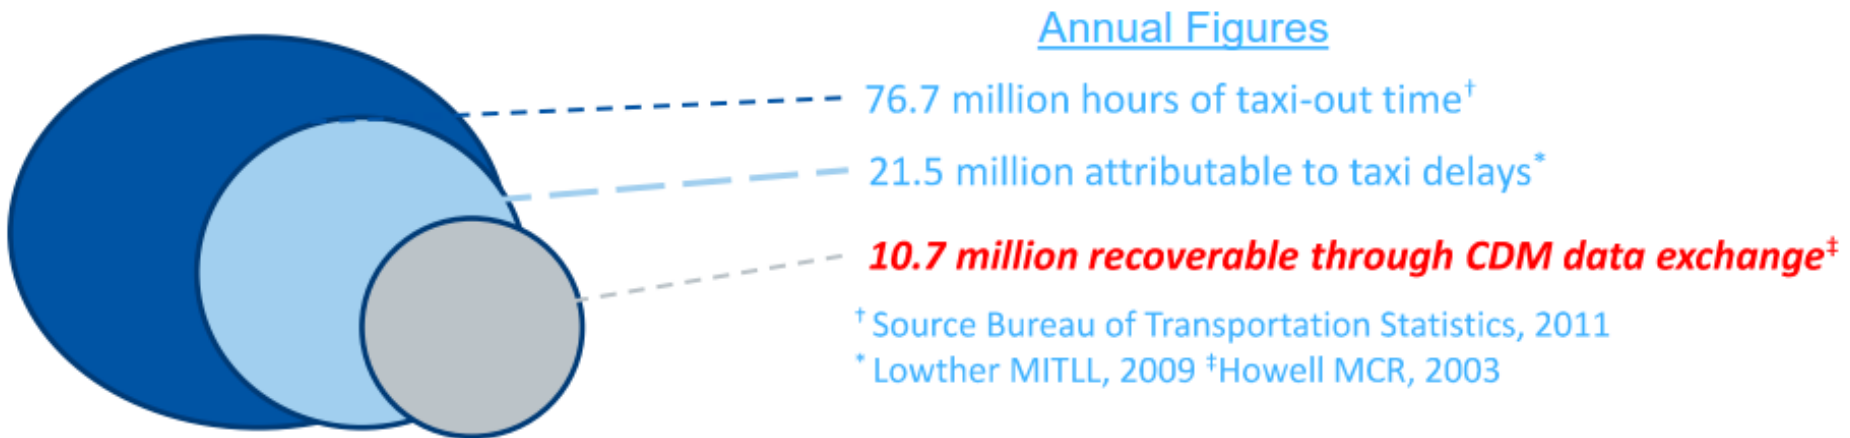 Annual Figures
76.7 million hours of taxi-out time†
21.5 million attributable to taxi delays*
10.7 million recoverable through CDM data exchange‡
† Source Bureau of Transportation Statistics, 2011
* Lowther MITLL, 2009 ‡Howell MCR, 2003